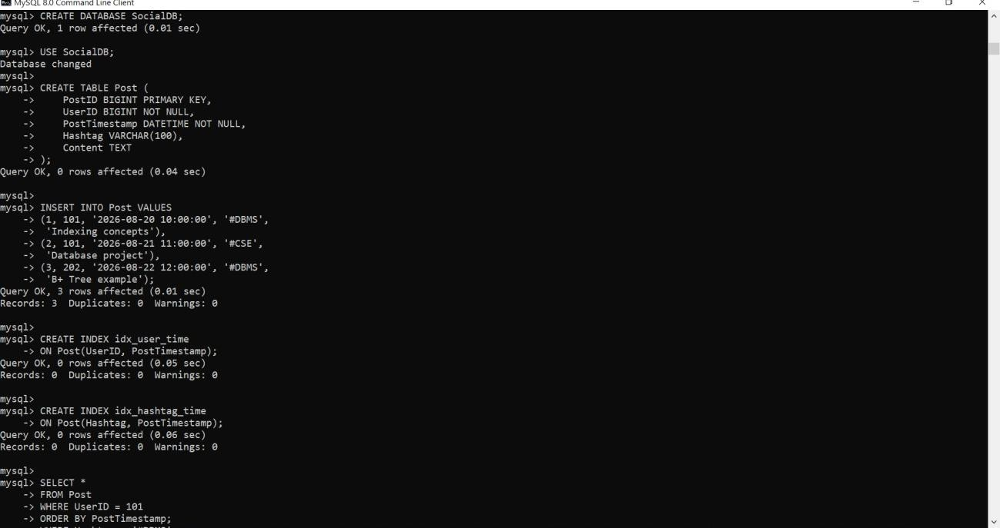 MySQL 8.0 Command Line Client
mysql> CREATE DATABASE SocialDB;
Query OK, 1 row affected (0.01 sec)
mysql> USE SocialDB;
Database changed
mysql>
mysql> CREATE TABLE Post (
    ->     PostID BIGINT PRIMARY KEY,
    ->     UserID BIGINT NOT NULL,
    ->     PostTimestamp DATETIME NOT NULL,
    ->     Hashtag VARCHAR(100),
    ->     Content TEXT
    -> );
Query OK, 0 rows affected (0.04 sec)
mysql>
mysql> INSERT INTO Post VALUES
    -> (1, 101, '2026-08-20 10:00:00', '#DBMS',
    ->  'Indexing concepts'),
    -> (2, 101, '2026-08-21 11:00:00', '#CSE',
    ->  'Database project'),
    -> (3, 202, '2026-08-22 12:00:00', '#DBMS',
    ->  'B+ Tree example');
Query OK, 3 rows affected (0.01 sec)
Records: 3  Duplicates: 0  Warnings: 0
mysql>
mysql> CREATE INDEX idx_user_time
    -> ON Post(UserID, PostTimestamp);
Query OK, 0 rows affected (0.05 sec)
Records: 0  Duplicates: 0  Warnings: 0
mysql>
mysql> CREATE INDEX idx_hashtag_time
    -> ON Post(Hashtag, PostTimestamp);
Query OK, 0 rows affected (0.06 sec)
Records: 0  Duplicates: 0  Warnings: 0
mysql>
mysql> SELECT *
    -> FROM Post
    -> WHERE UserID = 101
    -> ORDER BY PostTimestamp;